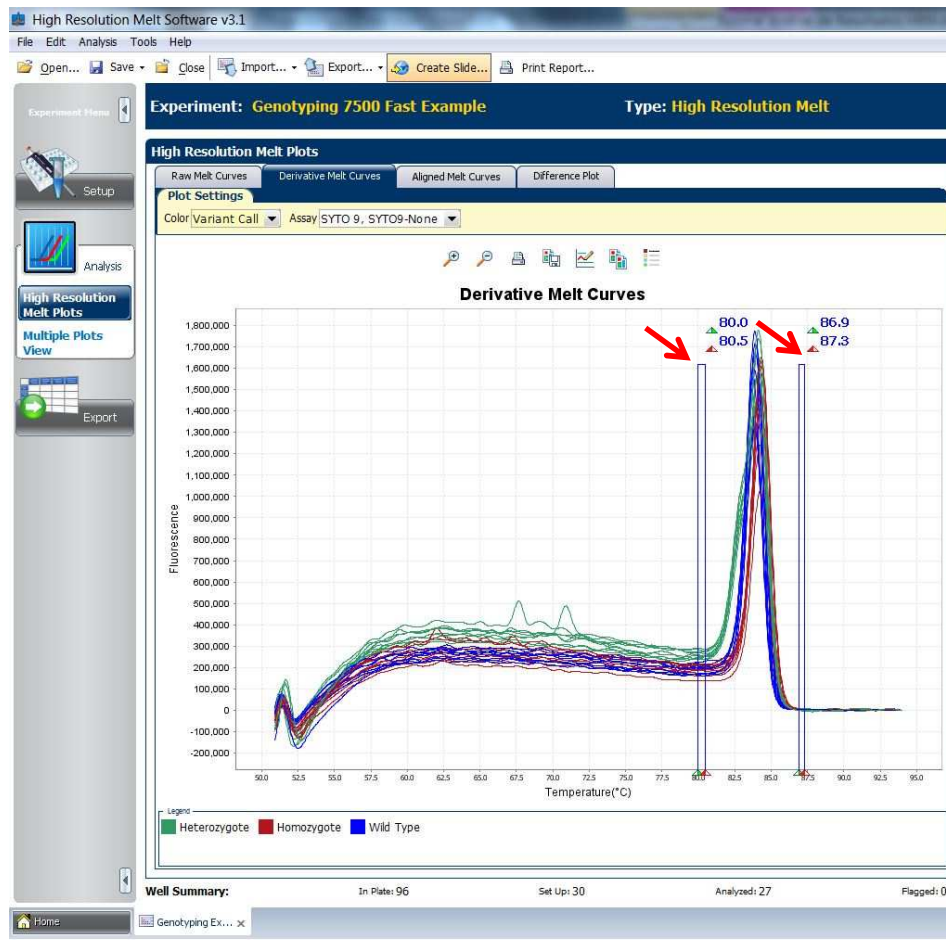 High Resolution Melt Software v3.1
File Edit Analysis Tools Help
Open... Save Close Import... Export... Create Slide... Print Report...
Experiment Menu
Experiment: Genotyping 7500 Fast Example Type: High Resolution Melt
Setup
Analysis
High Resolution
Melt Plots
Multiple Plots
View
Export
High Resolution Melt Plots
Raw Melt Curves Derivative Melt Curves Aligned Melt Curves Difference Plot
Plot Settings
Color Variant Call Assay SYTO 9, SYTO9-None
Derivative Melt Curves
80.0 86.9
80.5 87.3
Fluorescence
1,800,000
1,700,000
1,600,000
1,500,000
1,400,000
1,300,000
1,200,000
1,100,000
1,000,000
900,000
800,000
700,000
600,000
500,000
400,000
300,000
200,000
100,000
0
-100,000
-200,000
50.0 52.5 55.0 57.5 60.0 62.5 65.0 67.5 70.0 72.5 75.0 77.5 80.0 82.5 85.0 87.5 90.0 92.5 95.0
Temperature(°C)
Legend
Heterozygote Homozygote Wild Type
Well Summary: In Plate: 96 Set Up: 30 Analyzed: 27 Flagged: 0
Home Genotyping Ex... x